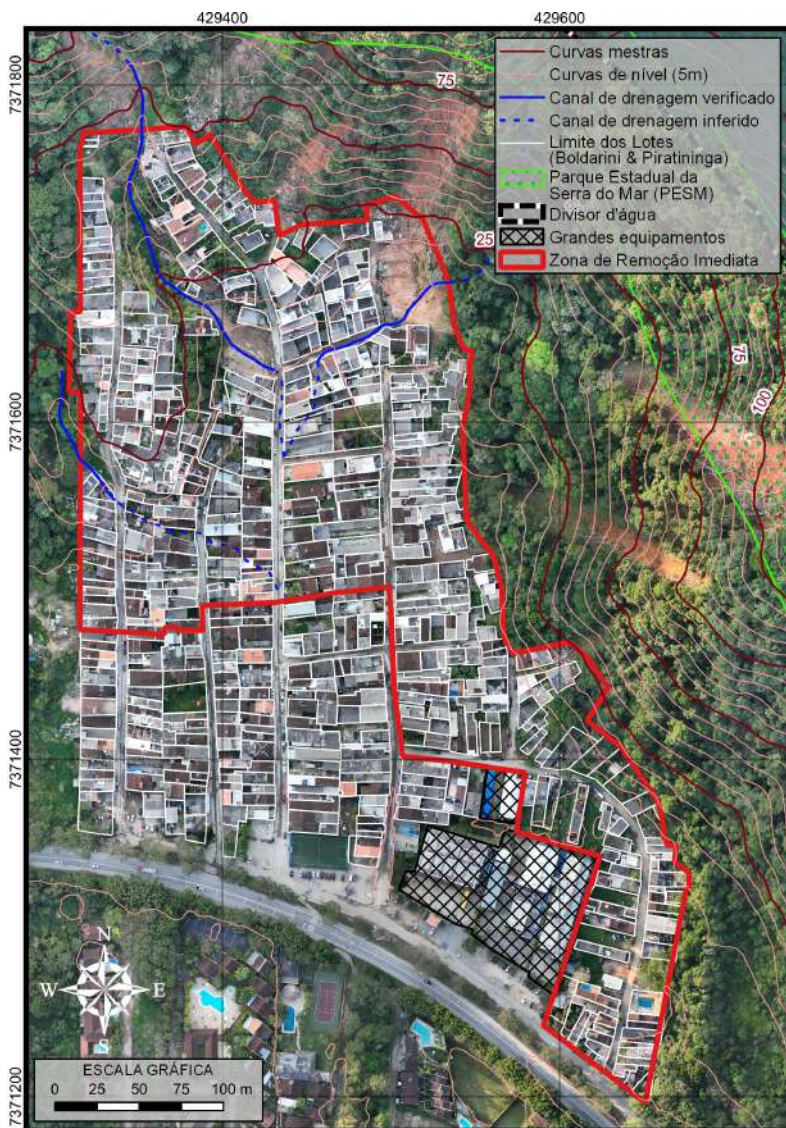 429400
429600
7371800
7371600
7371400
7371200
Curvas mestras
Curvas de nível (5m)
Canal de drenagem verificado
Canal de drenagem inferido
Limite dos Lotes
(Boldarini & Piratininga)
Parque Estadual da
Serra do Mar (PESM)
Divisor d'água
Grandes equipamentos
Zona de Remoção Imediata
75
25
75
100
N
W
E
S
ESCALA GRÁFICA
0 25 50 75 100 m